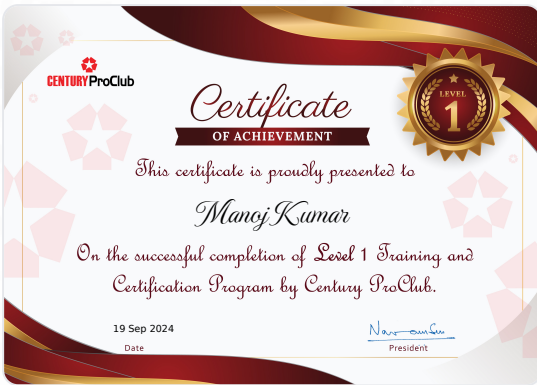 CENTURY ProClub
Certificate
OF ACHIEVEMENT
LEVEL
1
This certificate is proudly presented to
Manoj Kumar
On the successful completion of Level 1 Training and
Certification Program by Century ProClub.
19 Sep 2024
Date
President